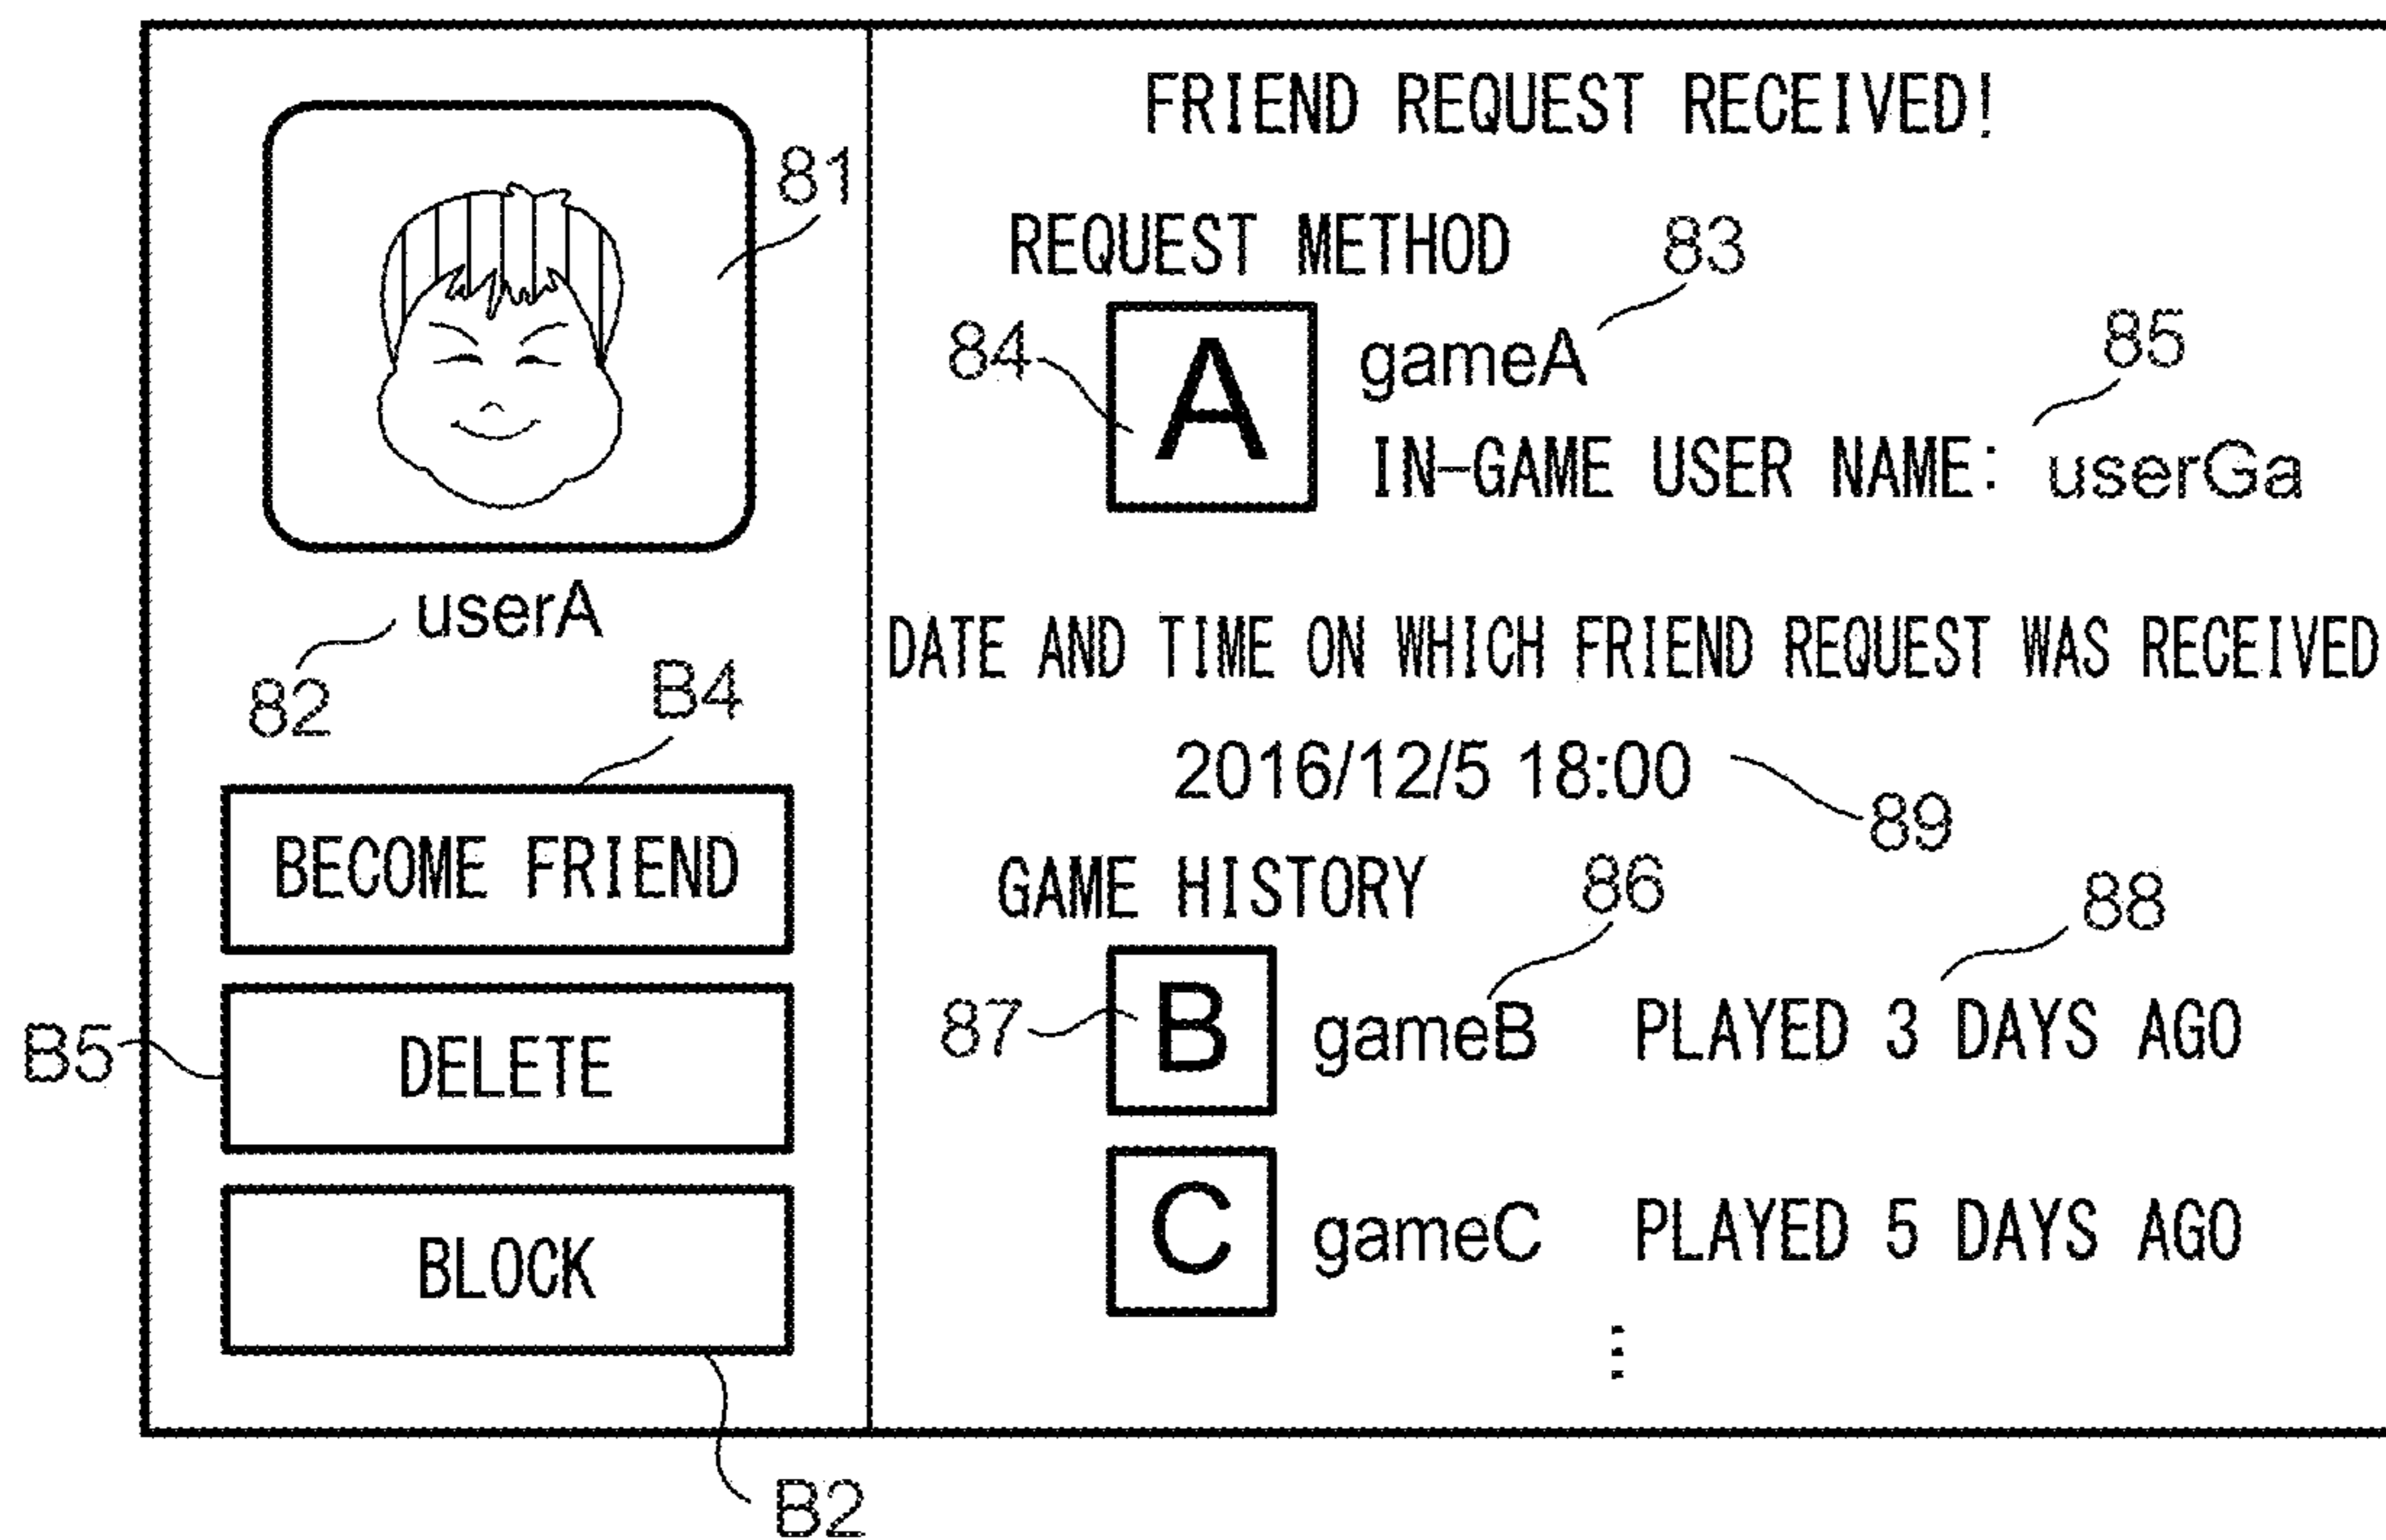 81
userA
82
B4
BECOME FRIEND
B5
DELETE
BLOCK
B2
FRIEND REQUEST RECEIVED!
REQUEST METHOD
83
84
A
gameA
85
IN-GAME USER NAME: userGa
DATE AND TIME ON WHICH FRIEND REQUEST WAS RECEIVED
2016/12/5 18:00
89
GAME HISTORY
86
88
87
B gameB PLAYED 3 DAYS AGO
C gameC PLAYED 5 DAYS AGO
⋮